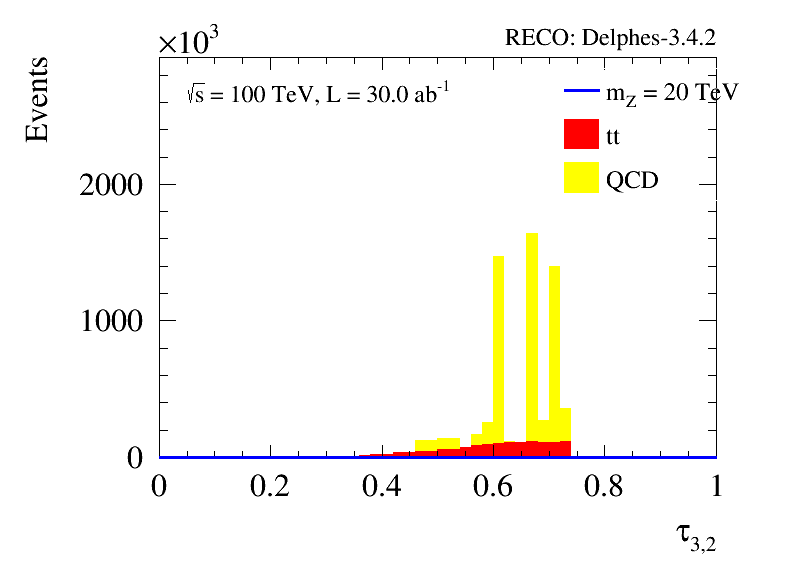 RECO: Delphes-3.4.2
×10³
Events
√s = 100 TeV, L = 30.0 ab⁻¹
m_Z = 20 TeV
tt
QCD
2000
1000
0
0 0.2 0.4 0.6 0.8 1
τ_3,2